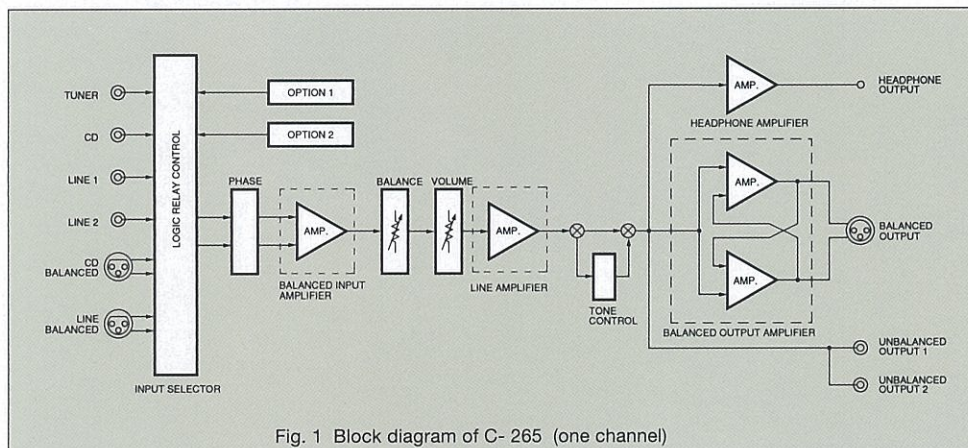 TUNER
CD
LINE 1
LINE 2
CD
BALANCED
LINE
BALANCED
LOGIC RELAY CONTROL
INPUT SELECTOR
OPTION 1
OPTION 2
PHASE
AMP.
BALANCED INPUT
AMPLIFIER
BALANCE
VOLUME
AMP.
LINE AMPLIFIER
TONE
CONTROL
AMP.
HEADPHONE AMPLIFIER
AMP.
AMP.
BALANCED OUTPUT AMPLIFIER
HEADPHONE
OUTPUT
BALANCED
OUTPUT
UNBALANCED
OUTPUT 1
UNBALANCED
OUTPUT 2
Fig. 1 Block diagram of C- 265 (one channel)